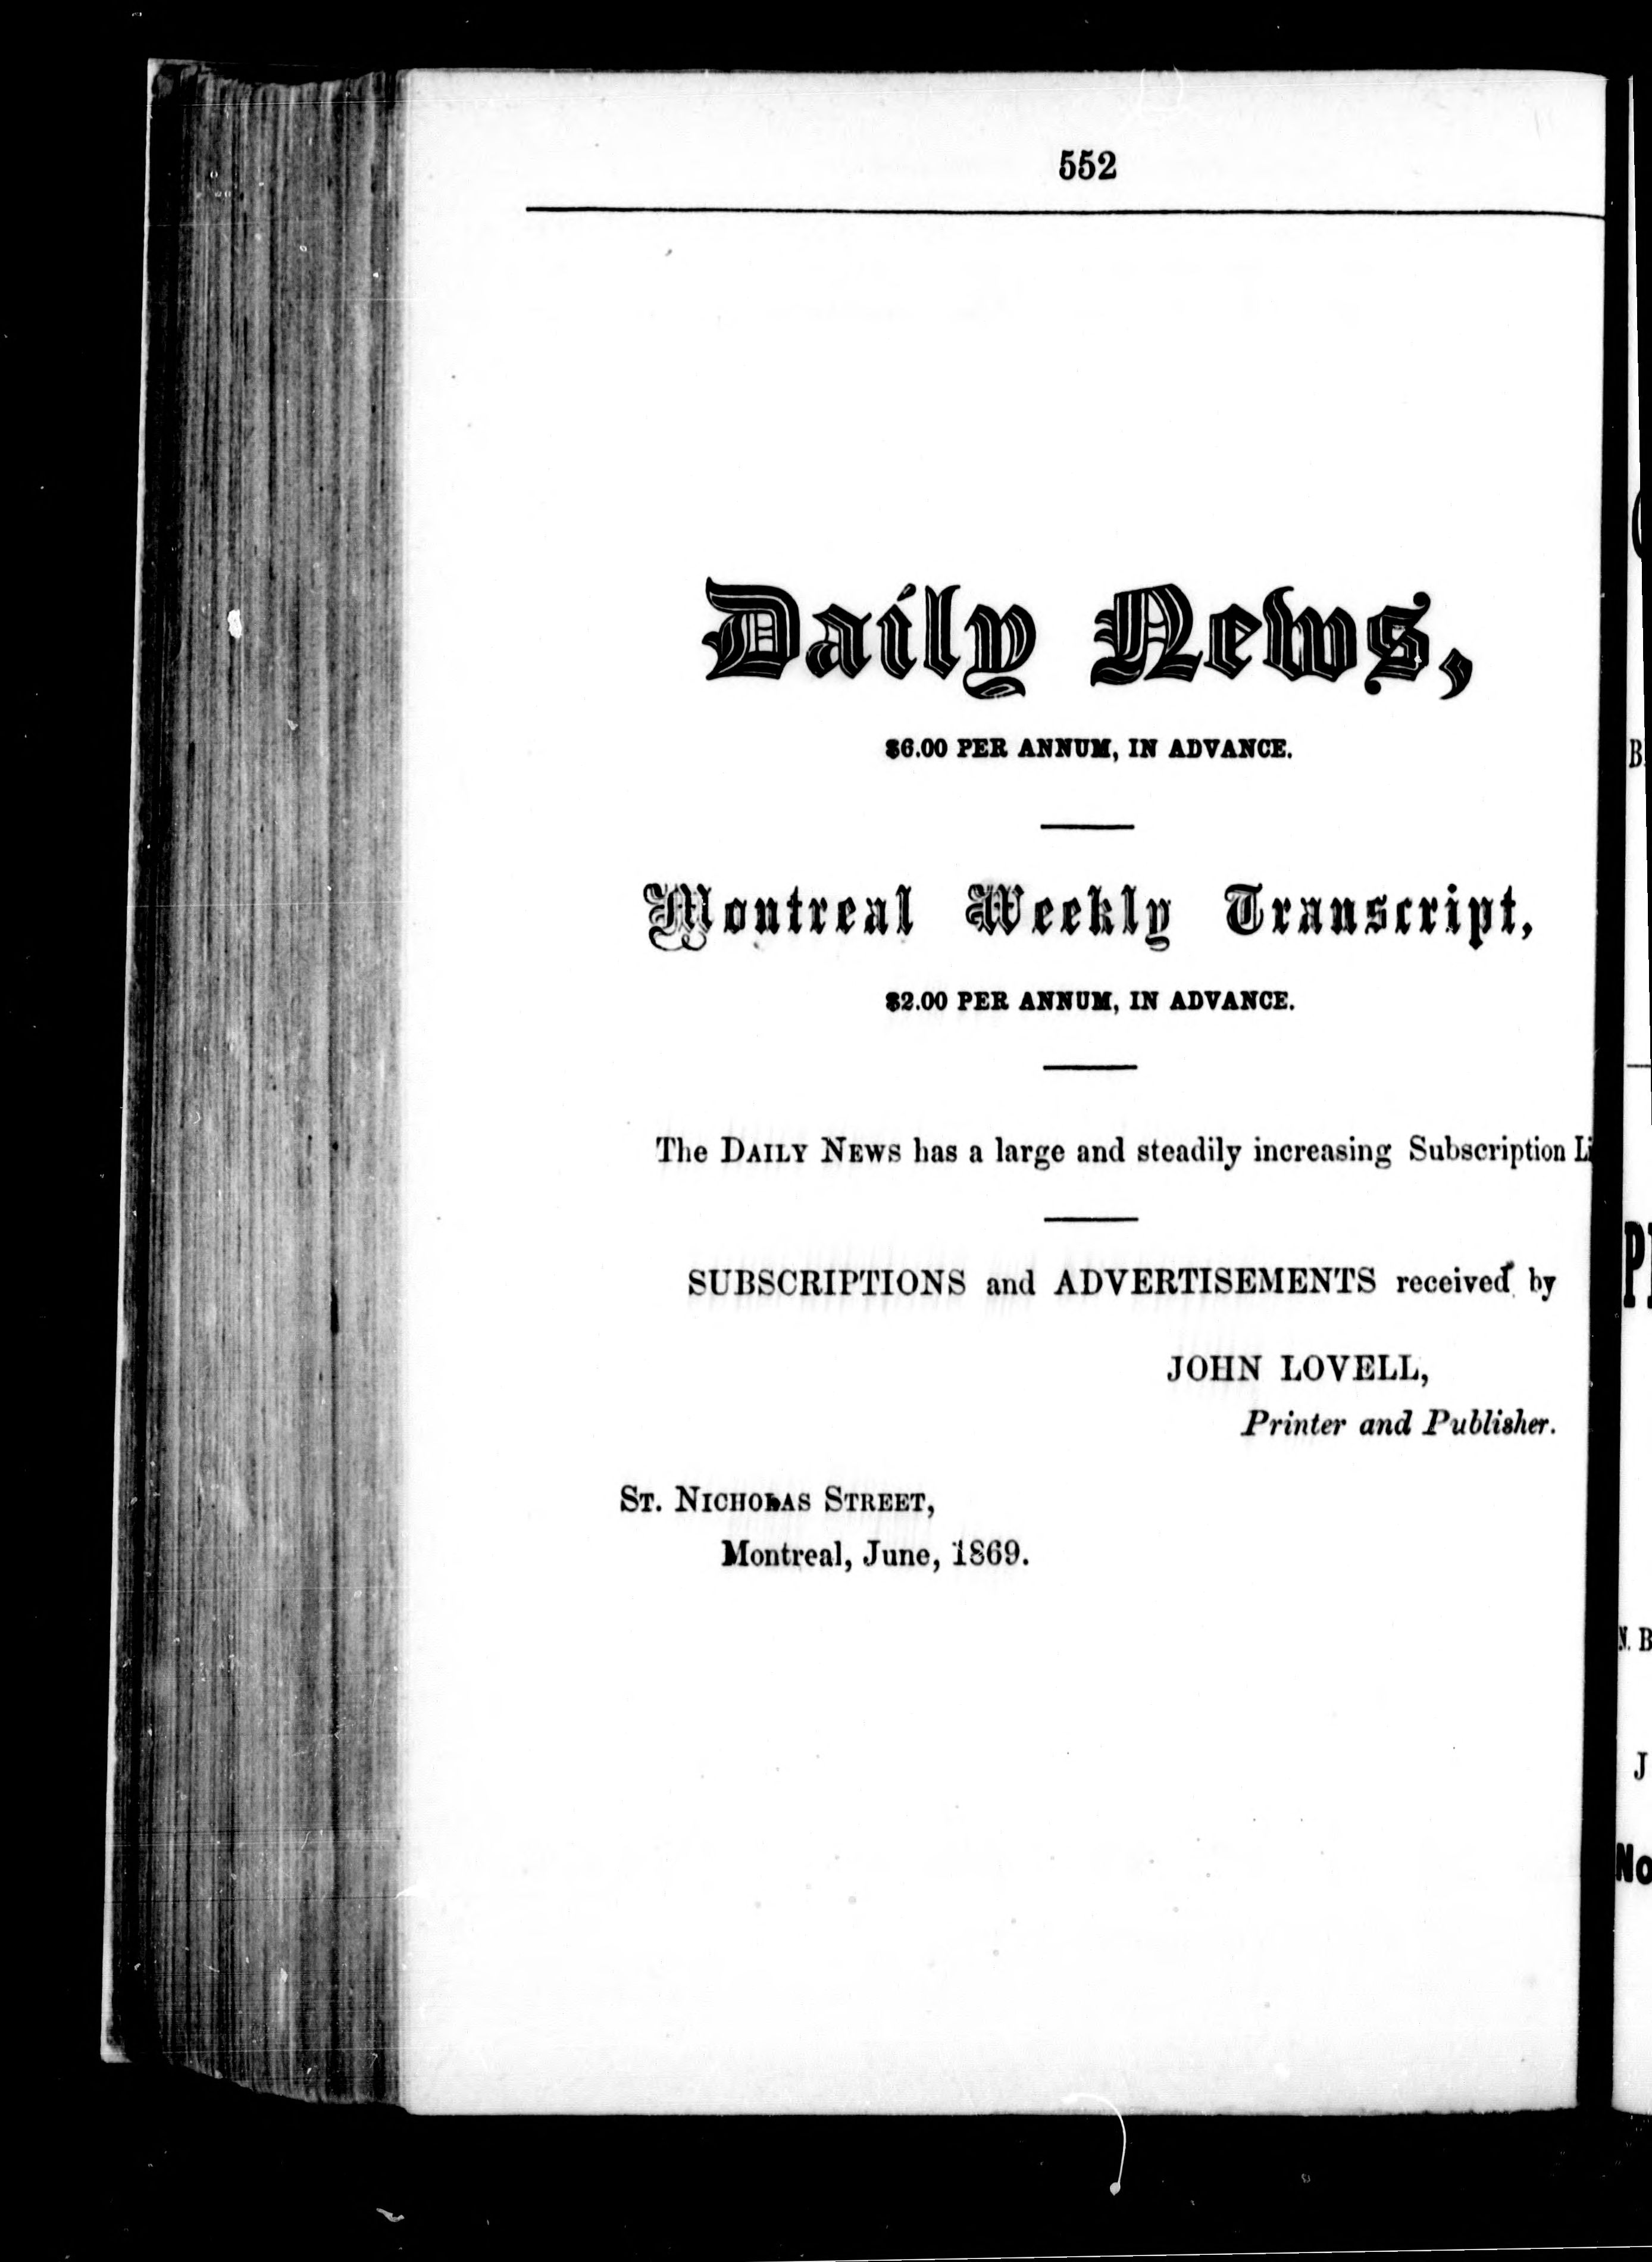 552
Daily News,
$6.00 PER ANNUM, IN ADVANCE.
Montreal Weekly Transcript,
$2.00 PER ANNUM, IN ADVANCE.
The DAILY NEWS has a large and steadily increasing Subscription Li
SUBSCRIPTIONS and ADVERTISEMENTS received by
JOHN LOVELL,
Printer and Publisher.
ST. NICHOLAS STREET,
Montreal, June, 1869.
B
N. B
J
No